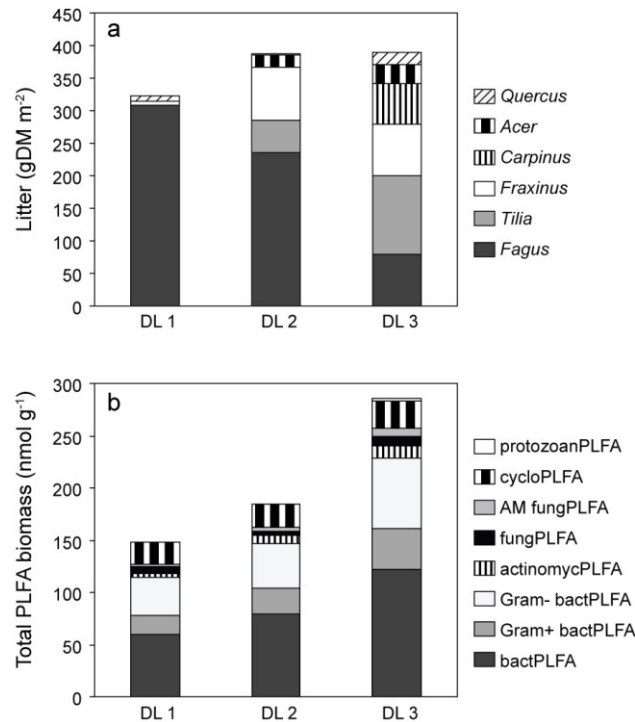 a
Litter (gDM m⁻²)
450
400
350
300
250
200
150
100
50
0
DL 1
DL 2
DL 3
Quercus
Acer
Carpinus
Fraxinus
Tilia
Fagus
b
Total PLFA biomass (nmol g⁻¹)
300
250
200
150
100
50
0
DL 1
DL 2
DL 3
protozoanPLFA
cycloPLFA
AM fungPLFA
fungPLFA
actinomycPLFA
Gram- bactPLFA
Gram+ bactPLFA
bactPLFA